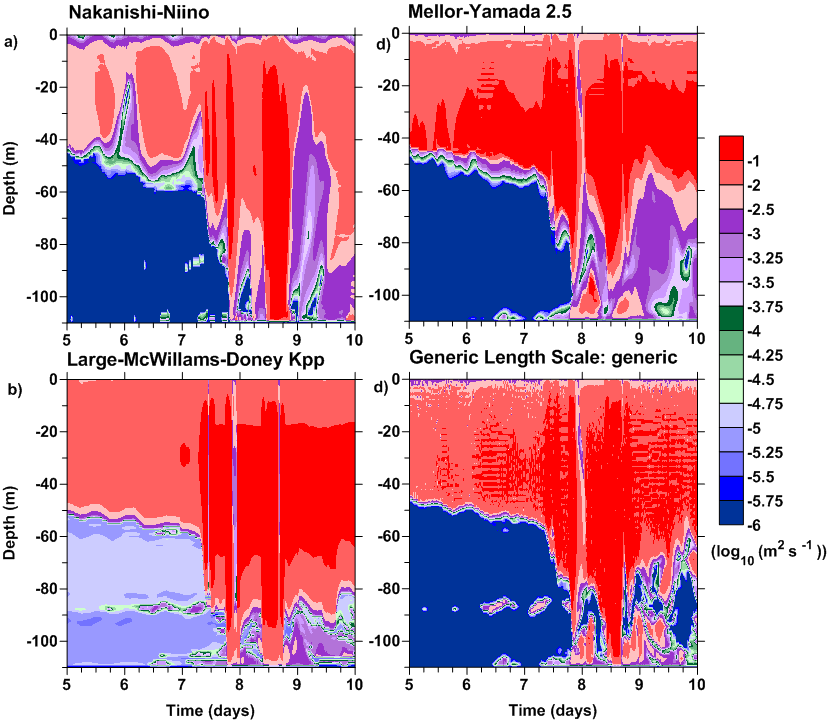 Nakanishi-Niino
Mellor-Yamada 2.5
a)
d)
0
-20
-40
-60
-80
-100
Depth (m)
5 6 7 8 9 10
0
-20
-40
-60
-80
-100
5 6 7 8 9 10
Large-McWillams-Doney Kpp
Generic Length Scale: generic
b)
d)
0
-20
-40
-60
-80
-100
Depth (m)
5 6 7 8 9 10
Time (days)
0
-20
-40
-60
-80
-100
5 6 7 8 9 10
Time (days)
-1
-2
-2.5
-3
-3.25
-3.5
-3.75
-4
-4.25
-4.5
-4.75
-5
-5.5
-5.75
-6
(log10 (m2 s -1 ))